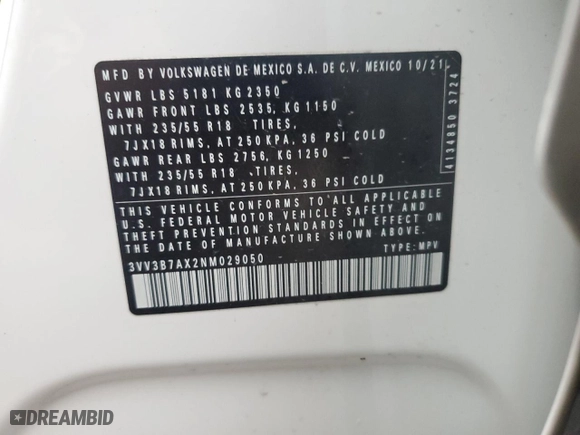 MFD BY VOLKSWAGEN DE MEXICO S.A. DE C.V. MEXICO 10/21
GVWR LBS 5181 KG 2350
GAWR FRONT LBS 2535, KG 1150
WITH 235/55 R18 TIRES,
7JX18 RIMS, AT 250 KPA, 36 PSI COLD
GAWR REAR LBS 2756, KG 1250
WITH 235/55 R18 TIRES,
7JX18 RIMS, AT 250 KPA, 36 PSI COLD
THIS VEHICLE CONFORMS TO ALL APPLICABLE
U.S. FEDERAL MOTOR VEHICLE SAFETY AND
THEFT PREVENTION STANDARDS IN EFFECT ON
THE DATE OF MANUFACTURE SHOWN ABOVE.
3VV3B7AX2NM029050 TYPE: MPV
4134850 3724
DREAMBID